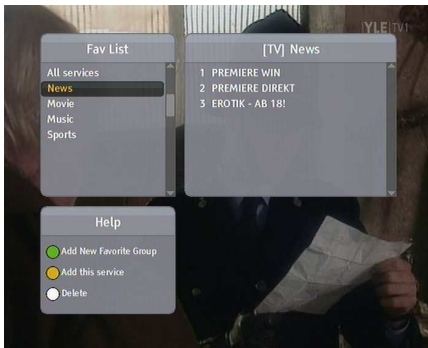 YLE TV1
Fav List
All services
News
Movie
Music
Sports
[TV] News
1 PREMIERE WIN
2 PREMIERE DIREKT
3 EROTIK - AB 18!
Help
Add New Favorite Group
Add this service
Delete